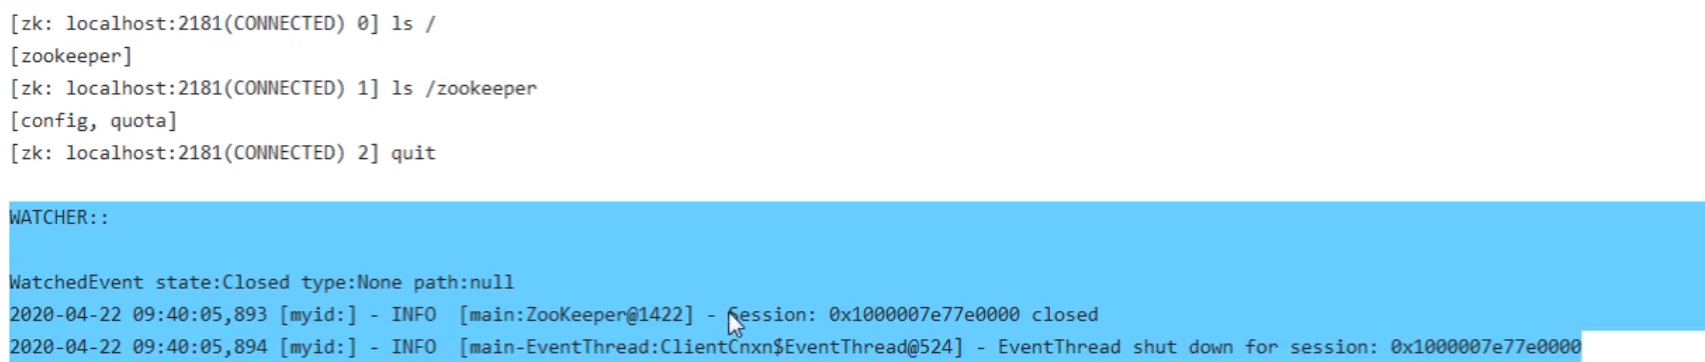 [zk: localhost:2181(CONNECTED) 0] ls /
[zookeeper]
[zk: localhost:2181(CONNECTED) 1] ls /zookeeper
[config, quota]
[zk: localhost:2181(CONNECTED) 2] quit
WATCHER::
WatchedEvent state:Closed type:None path:null
2020-04-22 09:40:05,893 [myid:] - INFO  [main:ZooKeeper@1422] - Session: 0x1000007e77e0000 closed
2020-04-22 09:40:05,894 [myid:] - INFO  [main-EventThread:ClientCnxn$EventThread@524] - EventThread shut down for session: 0x1000007e77e0000